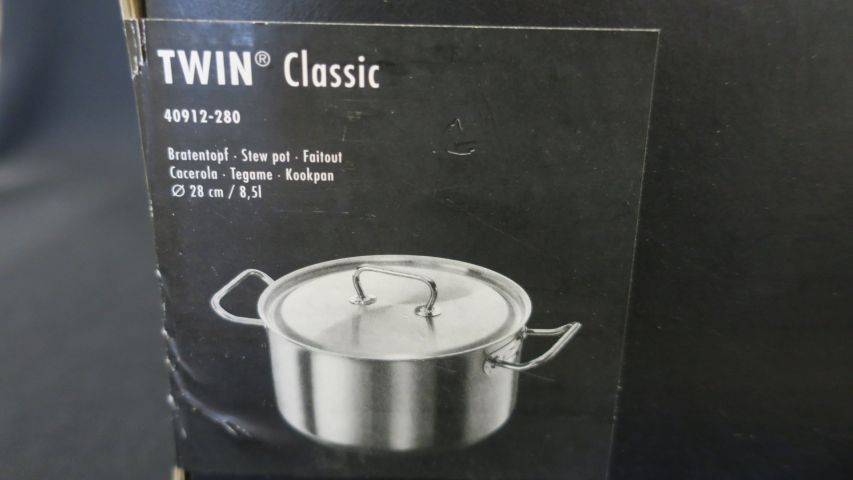 TWIN® Classic
40912-280
Bratentopf · Stew pot · Faitout
Cacerola · Tegame · Kookpan
Ø 28 cm / 8,5l